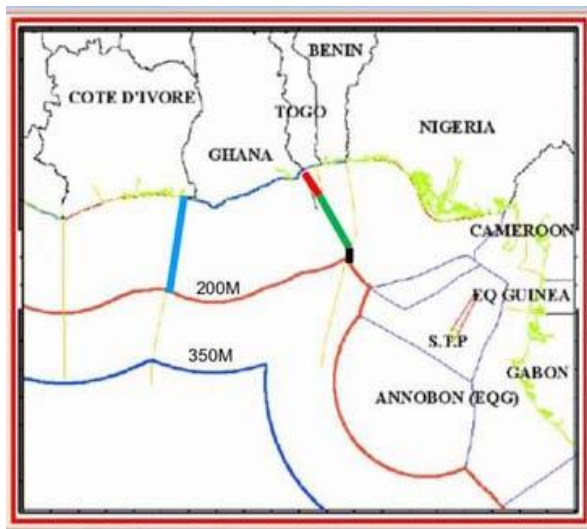 BENIN
COTE D'IVORE
TOGO
NIGERIA
GHANA
CAMEROON
200M
EQ GUINEA
S.T.P
350M
GABON
ANNOBON (EQG)